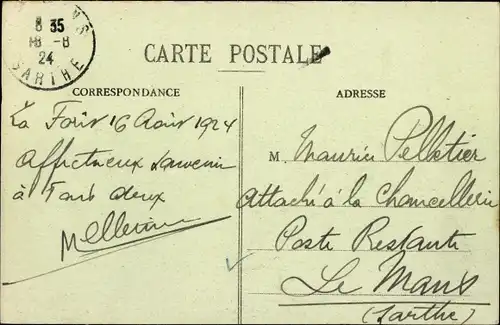 8 35
18 -8
24
SARTHE
CARTE POSTALE
CORRESPONDANCE
La 16 Août 1924
Affectueux souvenir
à Tous deux
ADRESSE
M. Maurice Pelletier
Attaché à la Chancellerie
Poste Restante
Le Mans
(Sarthe)